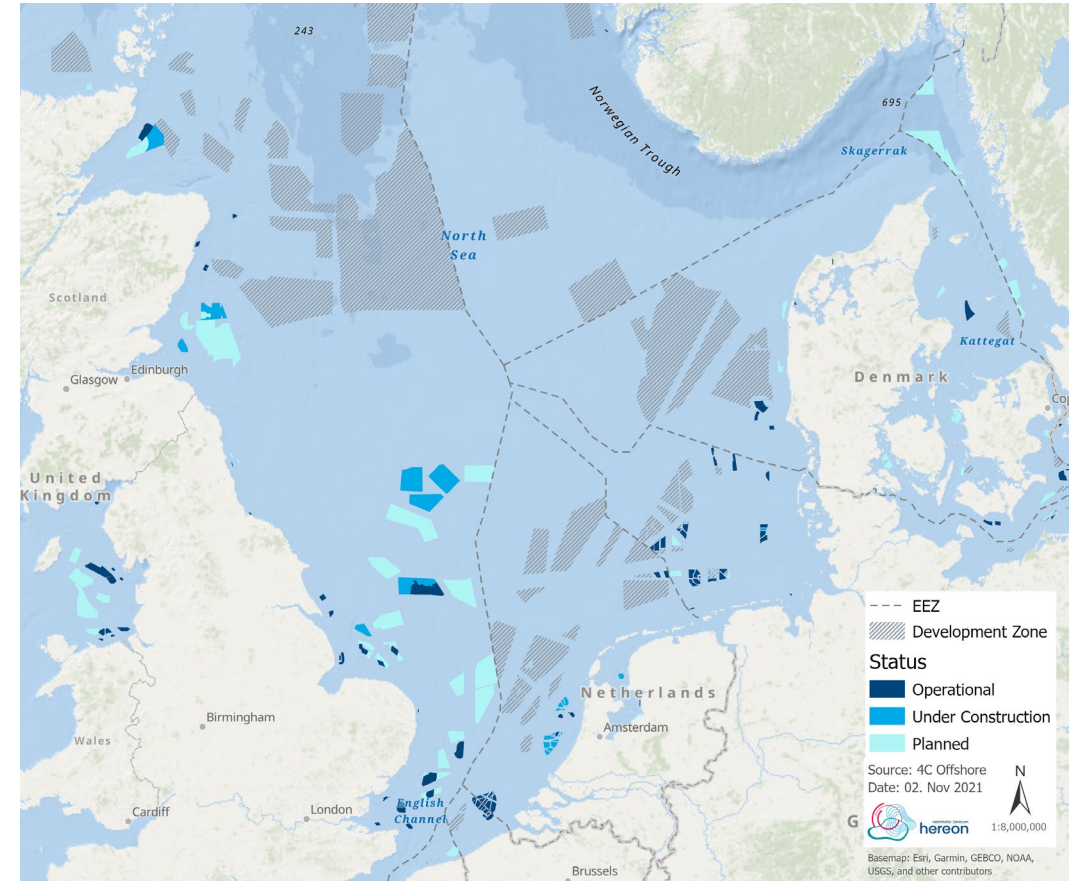 243
Norwegian Trough
695
Skagerrak
North
Sea
Scotland
Kattegat
Edinburgh
Glasgow
Denmark
United
Kingdom
Netherlands
Amsterdam
Birmingham
Wales
Cardiff
London
English
Channel
Brussels
EEZ
Development Zone
Status
Operational
Under Construction
Planned
Source: 4C Offshore
Date: 02. Nov 2021
N
hereon
1:8,000,000
Basemap: Esri, Garmin, GEBCO, NOAA,
USGS, and other contributors